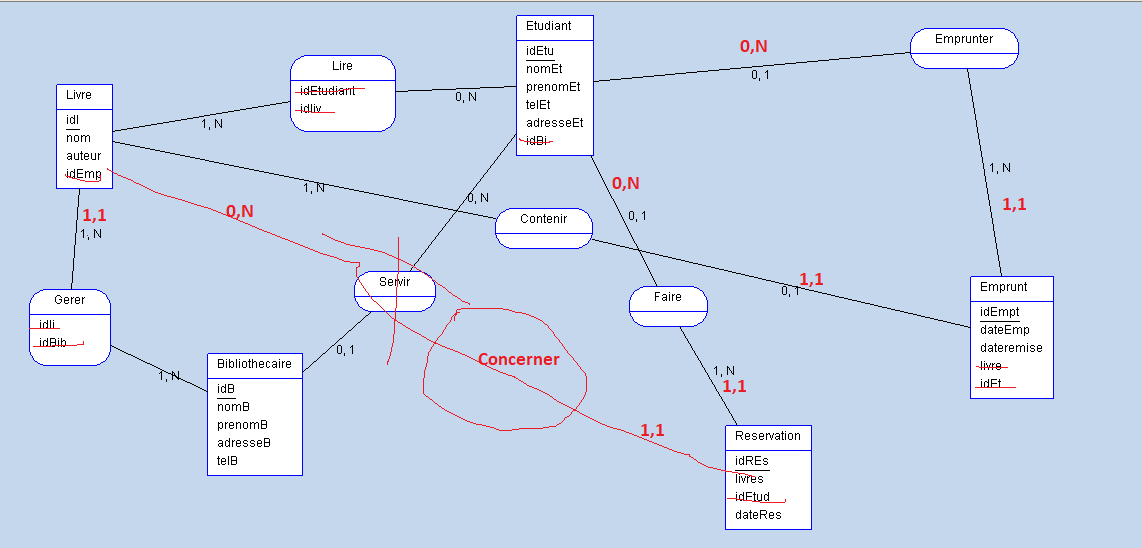 Etudiant
idEtu
nomEt
prenomEt
telEt
adresseEt
idBi
Emprunter
0,N
0, 1
Lire
idEtudiant
idliv
0, N
1, N
Livre
idl
nom
auteur
idEmp
1, N
0,N
0, N
0,N
0, 1
1, N
1,1
1,1
1, N
Contenir
Servir
Gerer
idli
idBib
Faire
1,1
0, 1
Emprunt
idEmpt
dateEmp
dateremise
livre
idEt
Bibliothecaire
idB
nomB
prenomB
adresseB
telB
0, 1
1, N
Concerner
1, N
1,1
1,1
Reservation
idREs
livres
idEtud
dateRes